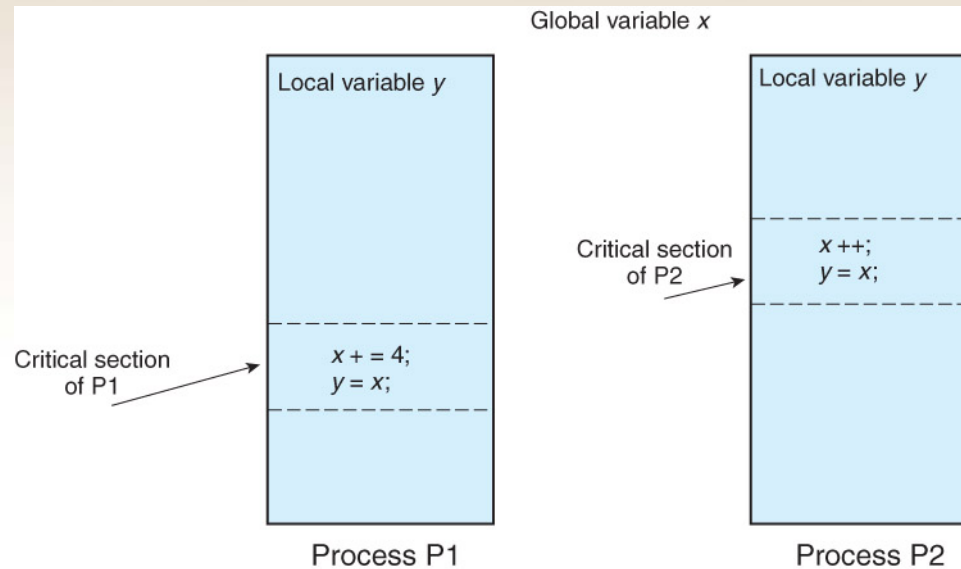 Global variable x
Local variable y
Local variable y
Critical section
of P2
x ++;
y = x;
Critical section
of P1
x + = 4;
y = x;
Process P1
Process P2